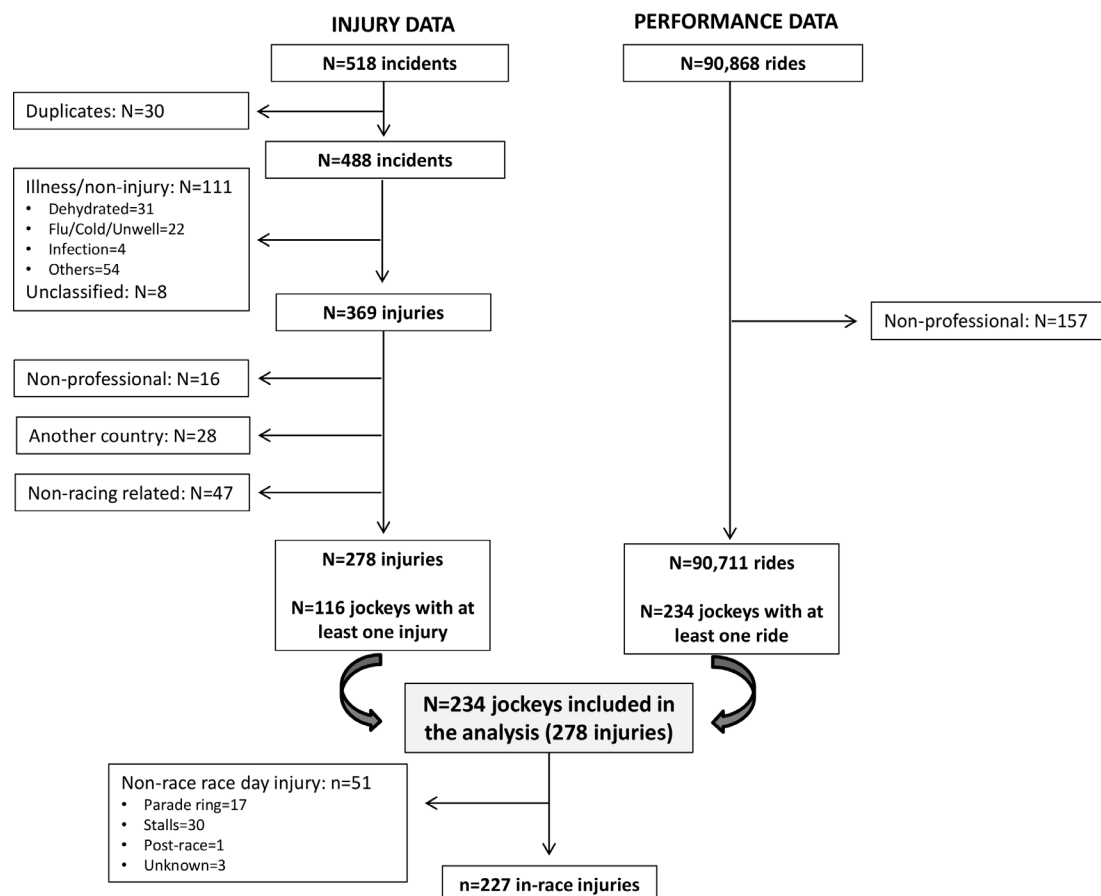 INJURY DATA
PERFORMANCE DATA
N=518 incidents
N=90,868 rides
Duplicates: N=30
N=488 incidents
Illness/non-injury: N=111
• Dehydrated=31
• Flu/Cold/Unwell=22
• Infection=4
• Others=54
Unclassified: N=8
N=369 injuries
Non-professional: N=157
Non-professional: N=16
Another country: N=28
Non-racing related: N=47
N=278 injuries
N=116 jockeys with at
least one injury
N=90,711 rides
N=234 jockeys with at
least one ride
N=234 jockeys included in
the analysis (278 injuries)
Non-race race day injury: n=51
• Parade ring=17
• Stalls=30
• Post-race=1
• Unknown=3
n=227 in-race injuries